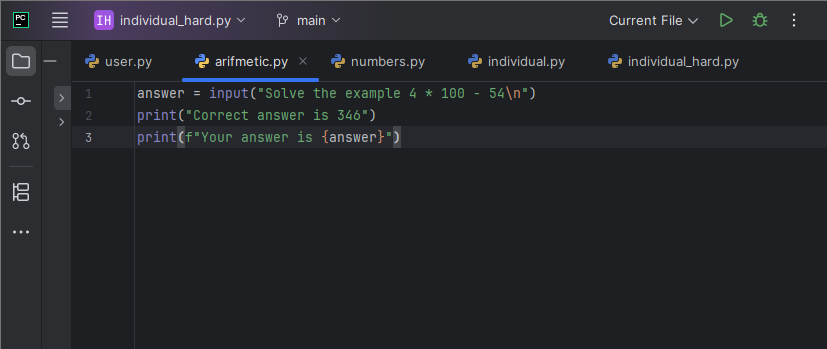 PC IH individual_hard.py main Current File
user.py arifmetic.py numbers.py individual.py individual_hard.py
1 answer = input("Solve the example 4 * 100 - 54\n")
2 print("Correct answer is 346")
3 print(f"Your answer is {answer}")